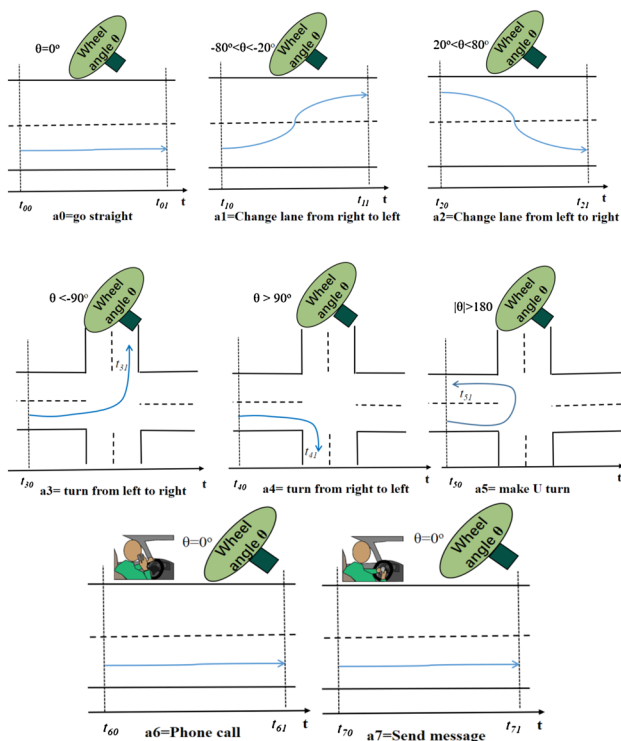 θ=0°
Wheel
angle θ
t00
t01
t
a0=go straight
-80°<θ<-20°
Wheel
angle θ
t10
t11
t
a1=Change lane from right to left
20°<θ<80°
Wheel
angle θ
t20
t21
t
a2=Change lane from left to right
θ <-90°
Wheel
angle θ
t31
t30
t
a3= turn from left to right
θ > 90°
Wheel
angle θ
t41
t40
t
a4= turn from right to left
|θ|>180
Wheel
angle θ
t51
t50
t
a5= make U turn
θ=0°
Wheel
angle θ
t60
t61
t
a6=Phone call
θ=0°
Wheel
angle θ
t70
t71
t
a7=Send message